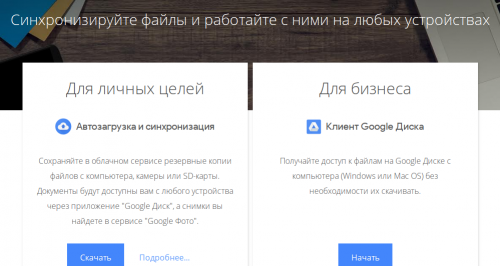 Синхронизируйте файлы и работайте с ними на любых устройствах
Для личных целей
Автозагрузка и синхронизация
Сохраняйте в облачном сервисе резервные копии
файлов с компьютера, камеры или SD-карты.
Документы будут доступны вам с любого устройства
через приложение "Google Диск", а снимки вы
найдете в сервисе "Google Фото".
Скачать Подробнее...
Для бизнеса
Клиент Google Диска
Получайте доступ к файлам на Google Диске с
компьютера (Windows или Mac OS) без
необходимости их скачивать.
Начать